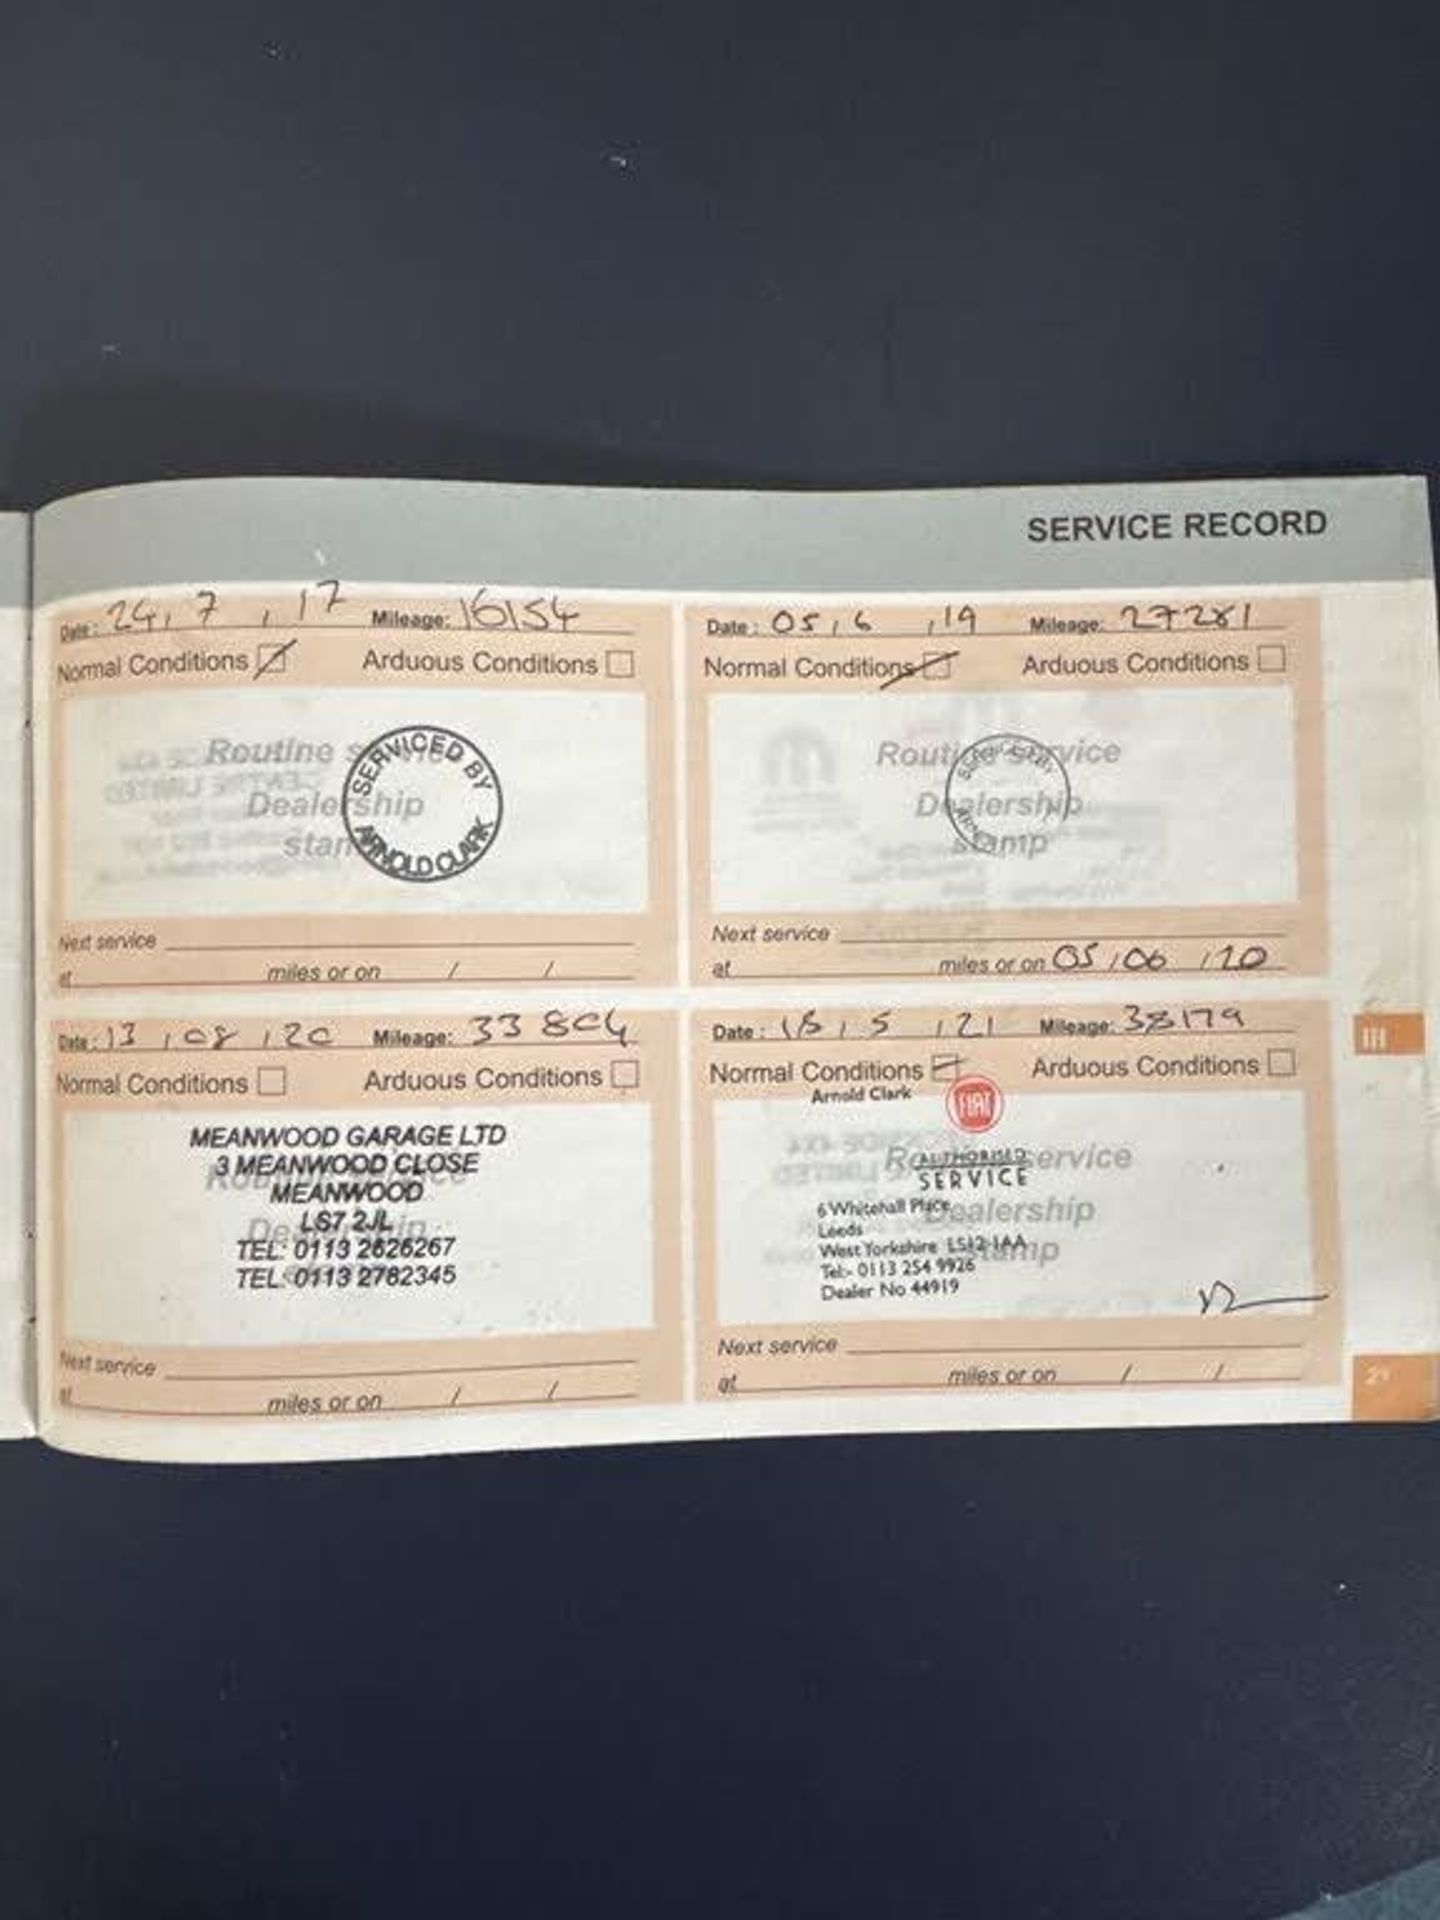 SERVICE RECORD
Date: 24, 7, 17 Mileage: 16154
Normal Conditions Arduous Conditions
Routine service
Dealership
stamp
SERVICED BY
ARNOLD CLARK
Next service
at miles or on / /
Date: 05, 6, 19 Mileage: 27281
Normal Conditions Arduous Conditions
Routine service
Dealership
stamp
Next service
at miles or on 05/06/20
Date: 13, 08, 20 Mileage: 33804
Normal Conditions Arduous Conditions
MEANWOOD GARAGE LTD
3 MEANWOOD CLOSE
MEANWOOD
LS7 2JL
TEL: 0113 2626267
TEL: 0113 2782345
Next service
at miles or on / /
Date: 18, 5, 21 Mileage: 38179
Normal Conditions Arduous Conditions
Arnold Clark
FIAT
Routine service
AUTHORISED
SERVICE
Dealership
stamp
6 Whitehall Place
Leeds
West Yorkshire LS12 1AA
Tel:- 0113 254 9926
Dealer No 44919
Next service
at miles or on / /
III
21